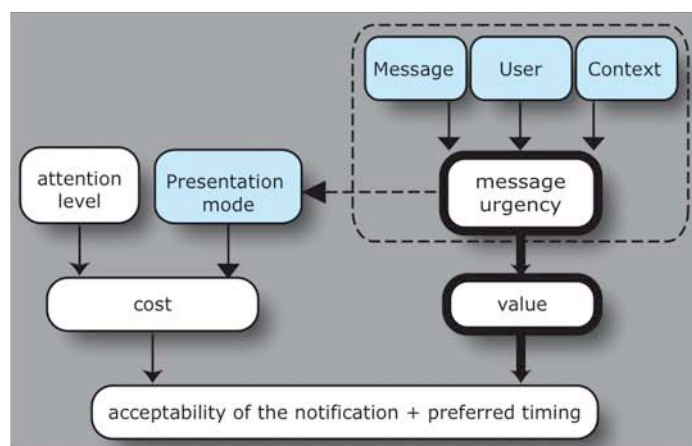 Message
User
Context
attention
level
Presentation
mode
message
urgency
cost
value
acceptability of the notification + preferred timing